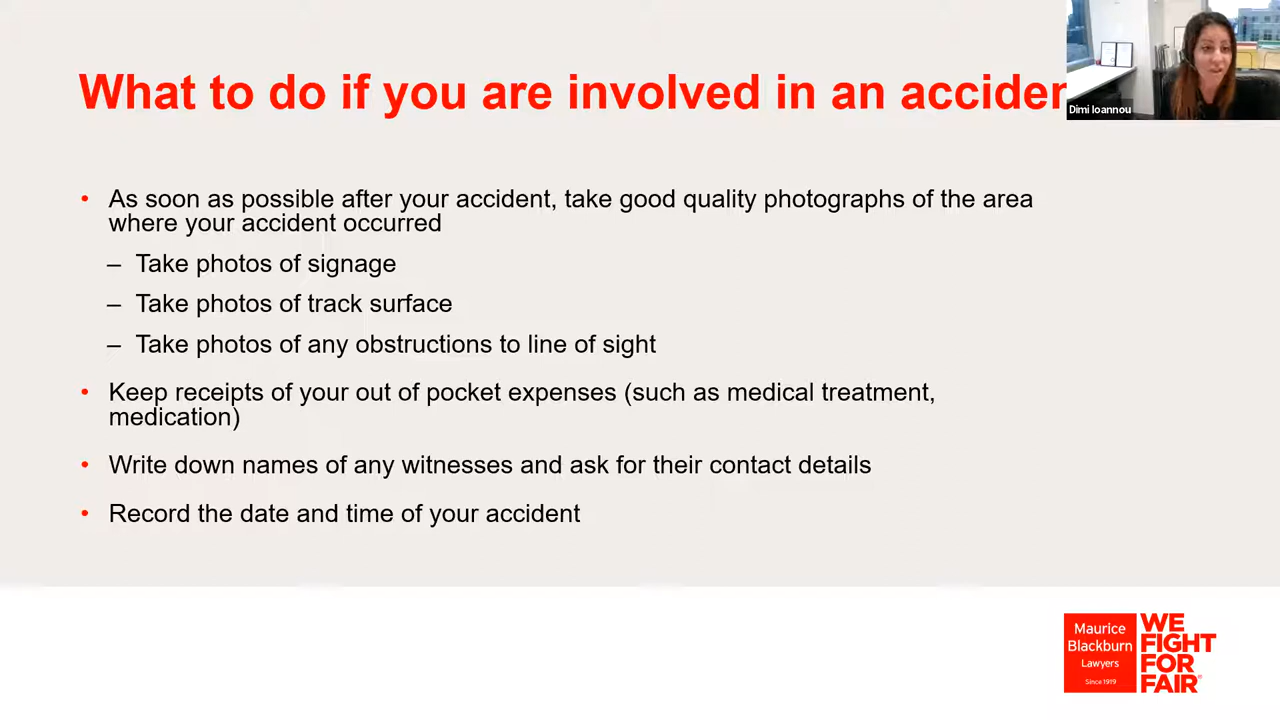 What to do if you are involved in an acciden
Dimi Ioannou
• As soon as possible after your accident, take good quality photographs of the area
where your accident occurred
– Take photos of signage
– Take photos of track surface
– Take photos of any obstructions to line of sight
• Keep receipts of your out of pocket expenses (such as medical treatment,
medication)
• Write down names of any witnesses and ask for their contact details
• Record the date and time of your accident
Maurice
Blackburn
Lawyers
Since 1919
WE
FIGHT
FOR
FAIR